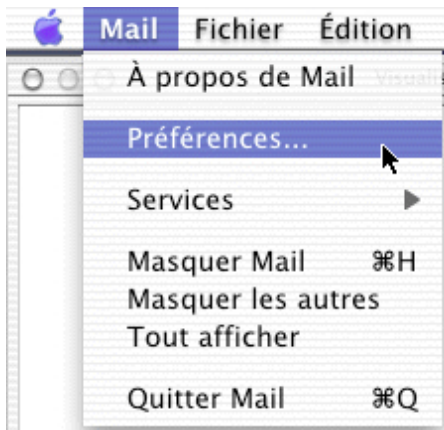 Mail Fichier Édition
À propos de Mail
Préférences...
Services
Masquer Mail ⌘H
Masquer les autres
Tout afficher
Quitter Mail ⌘Q